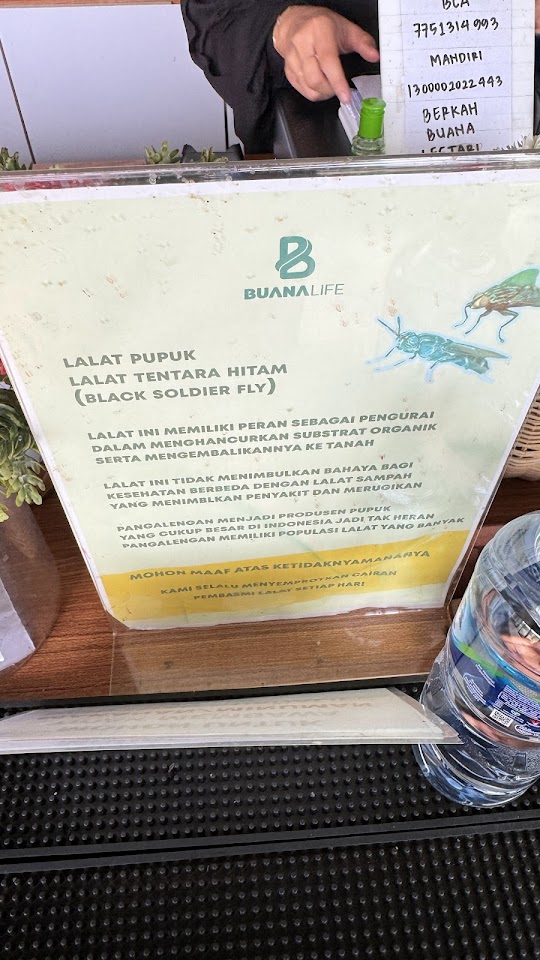 BCA
7751314993
MANDIRI
1300002022443
BERKAH
BUANA
LESTARI
B
BUANALIFE
LALAT PUPUK
LALAT TENTARA HITAM
(BLACK SOLDIER FLY)
LALAT INI MEMILIKI PERAN SEBAGAI PENGURAI
DALAM MENGHANCURKAN SUBSTRAT ORGANIK
SERTA MENGEMBALIKANNYA KE TANAH
LALAT INI TIDAK MENIMBULKAN BAHAYA BAGI
KESEHATAN BERBEDA DENGAN LALAT SAMPAH
YANG MENIMBLKAN PENYAKIT DAN MERUGIKAN
PANGALENGAN MENJADI PRODUSEN PUPUK
YANG CUKUP BESAR DI INDONESIA JADI TAK HERAN
PANGALENGAN MEMILIKI POPULASI LALAT YANG BANYAK
MOHON MAAF ATAS KETIDAKNYAMANANYA
KAMI SELALU MENYEMPROTKAN CAIRAN
PEMBASMI LALAT SETIAP HARI